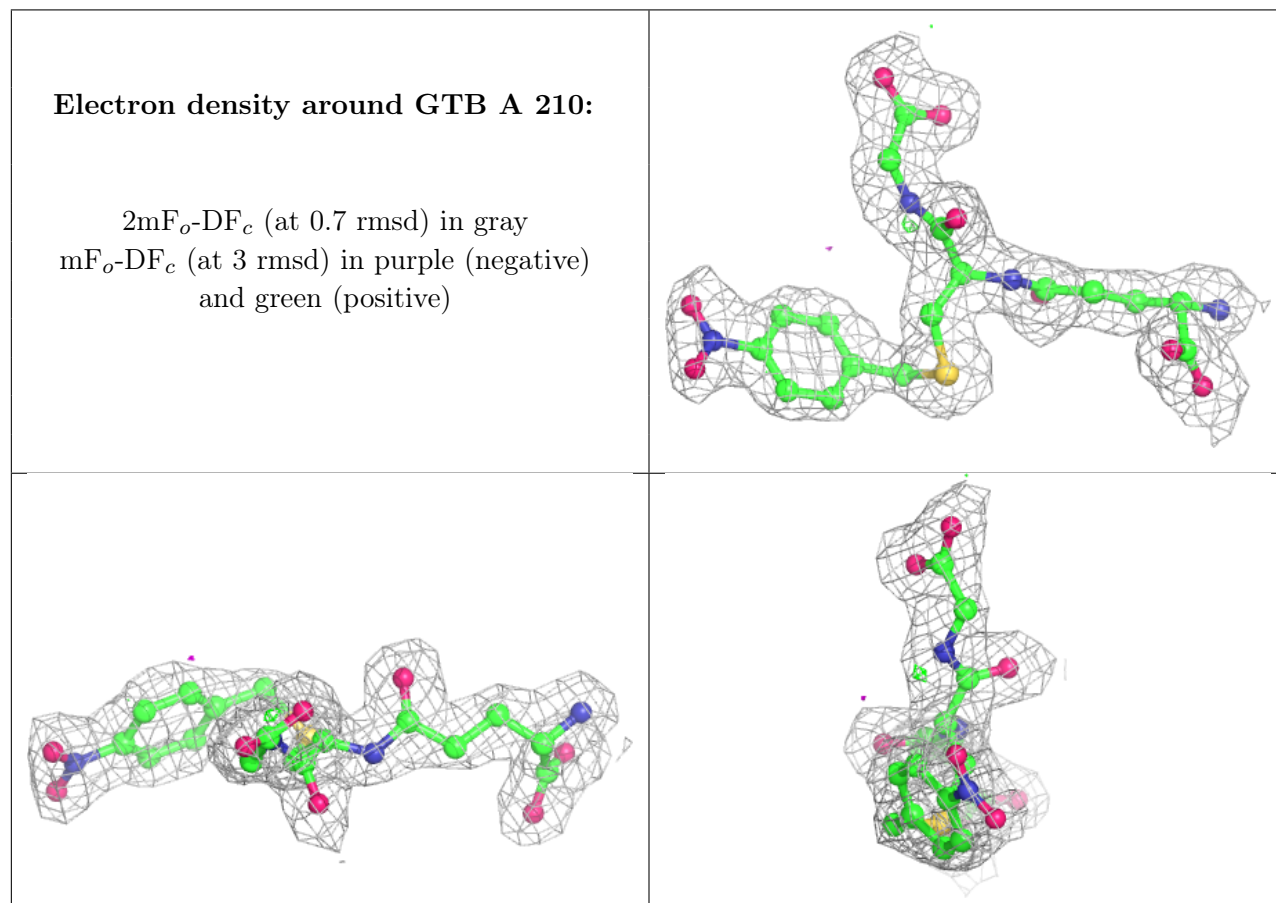 Electron density around GTB A 210:
2mFo-DFc (at 0.7 rmsd) in gray
mFo-DFc (at 3 rmsd) in purple (negative)
and green (positive)